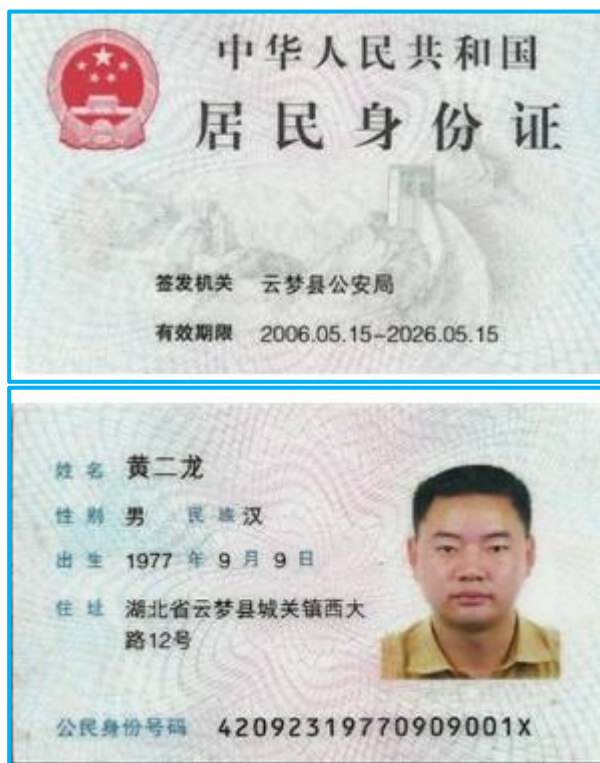 中华人民共和国
居民身份证
签发机关 云梦县公安局
有效期限 2006.05.15-2026.05.15
姓名 黄二龙
性别 男 民族 汉
出生 1977 年 9 月 9 日
住址 湖北省云梦县城关镇西大
路12号
公民身份号码 42092319770909001X